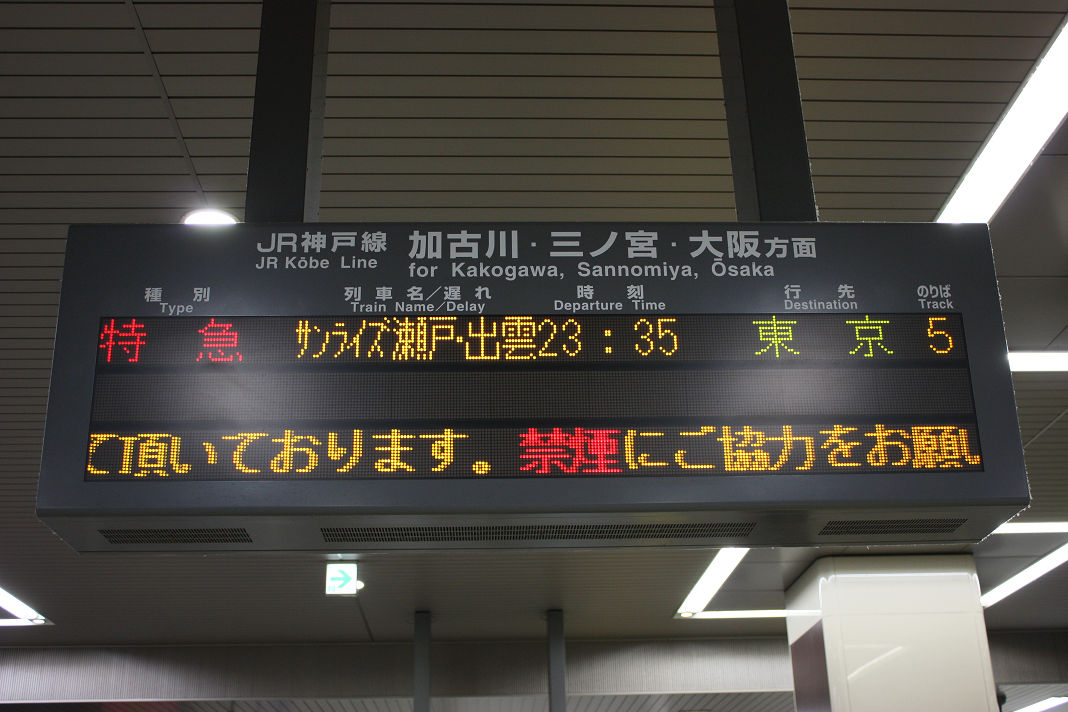 JR神戸線 加古川・三ノ宮・大阪方面
JR Kōbe Line for Kakogawa, Sannomiya, Ōsaka
種別 列車名／遅れ 時刻 行先 のりば
Type Train Name/Delay Departure Time Destination Track
特急 サンライズ瀬戸・出雲 23:35 東京 5
て頂いております。禁煙にご協力をお願い